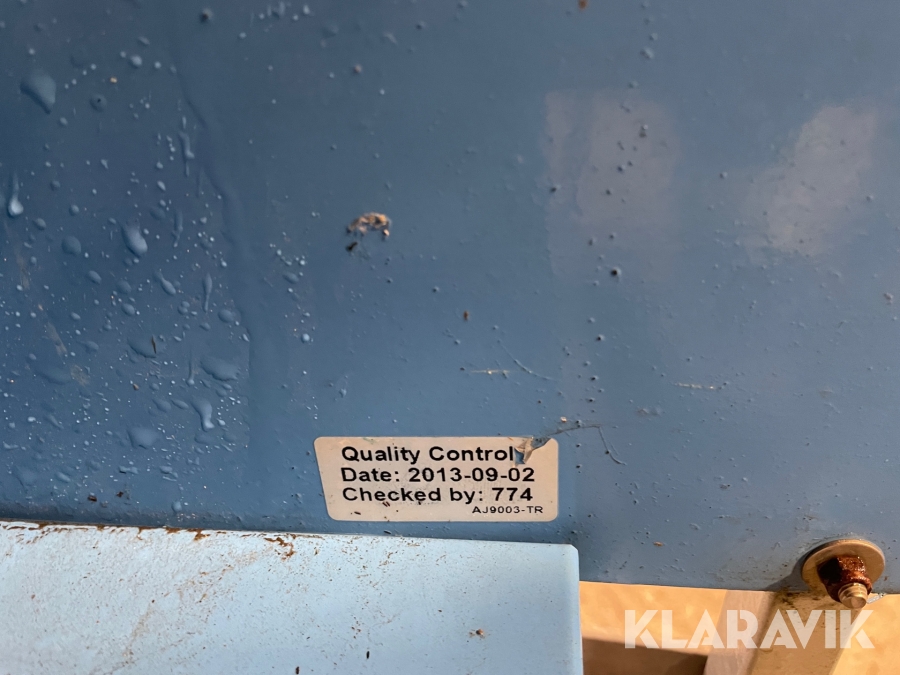 Quality Control
Date: 2013-09-02
Checked by: 774
AJ9003-TR
KLARAVIK